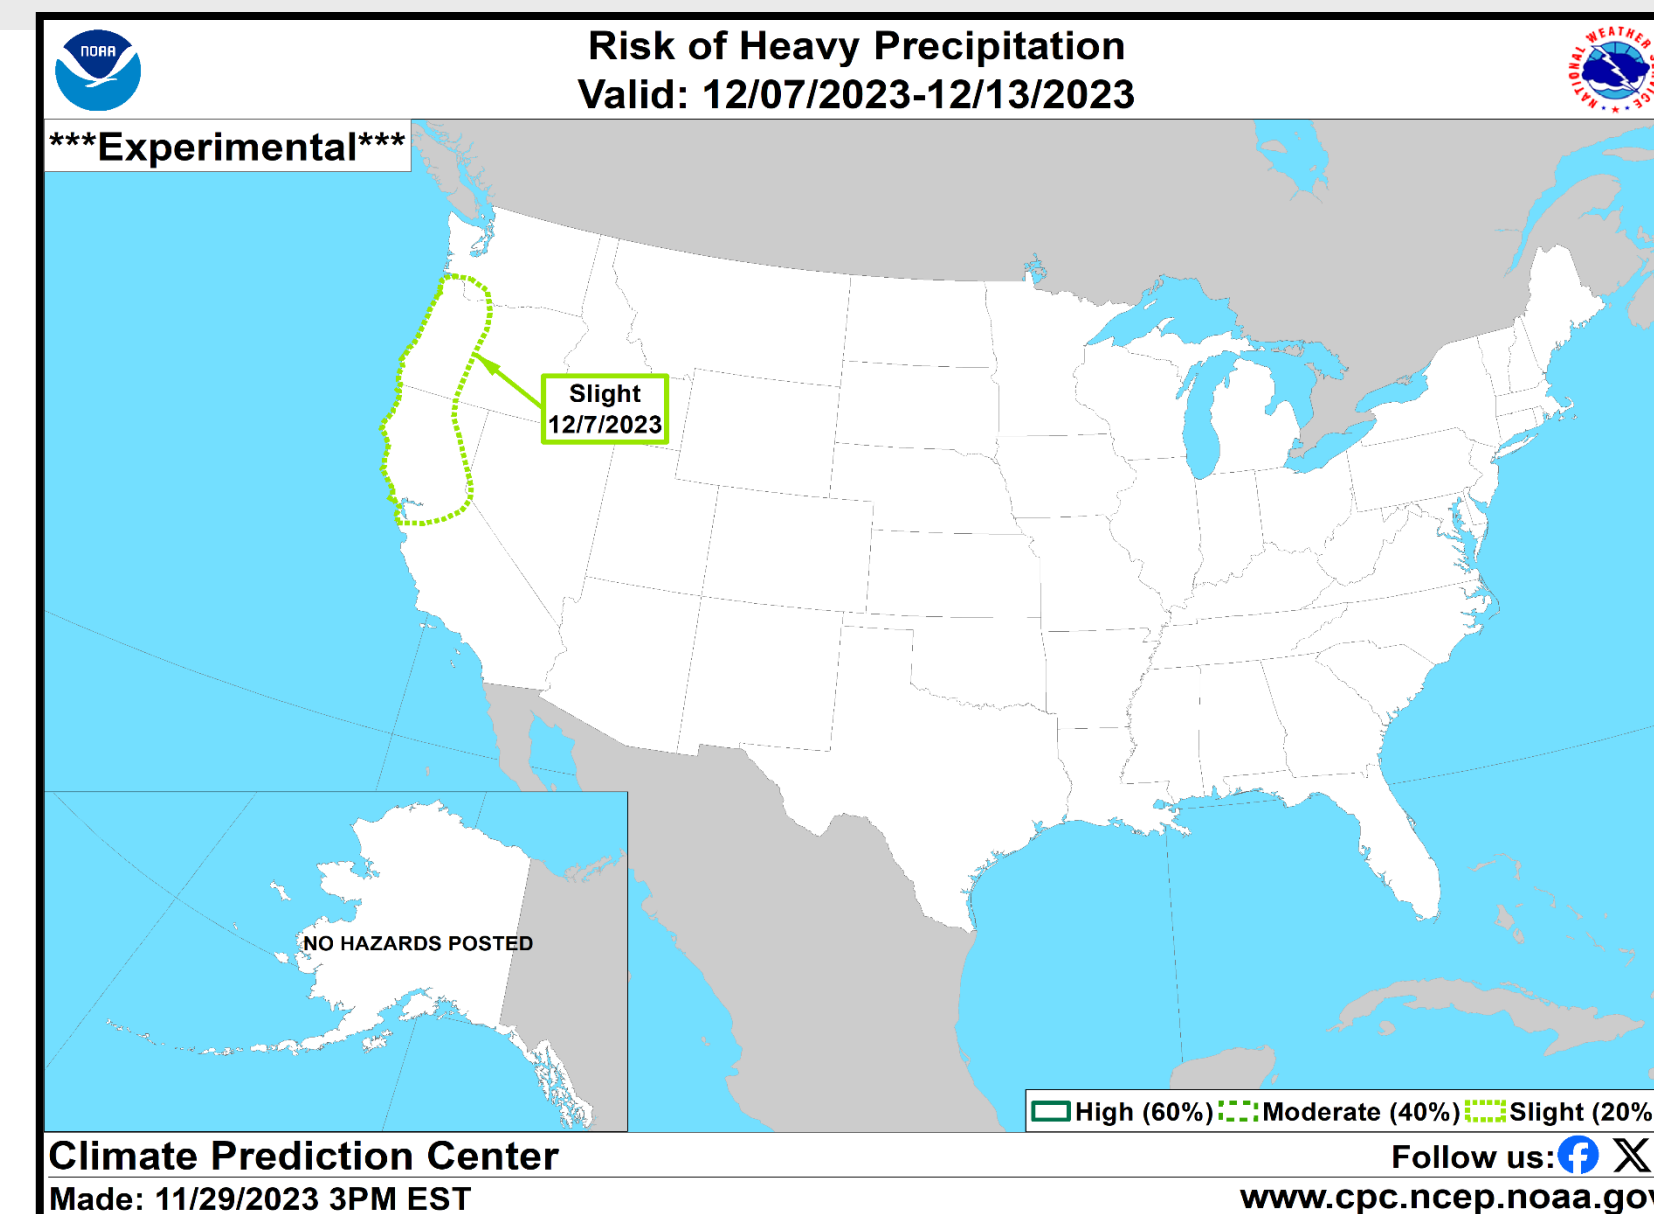 NOAA
Risk of Heavy Precipitation
Valid: 12/07/2023-12/13/2023
NATIONAL WEATHER
***Experimental***
Slight
12/7/2023
NO HAZARDS POSTED
High (60%) Moderate (40%) Slight (20%
Climate Prediction Center
Follow us:
Made: 11/29/2023 3PM EST
www.cpc.ncep.noaa.gov